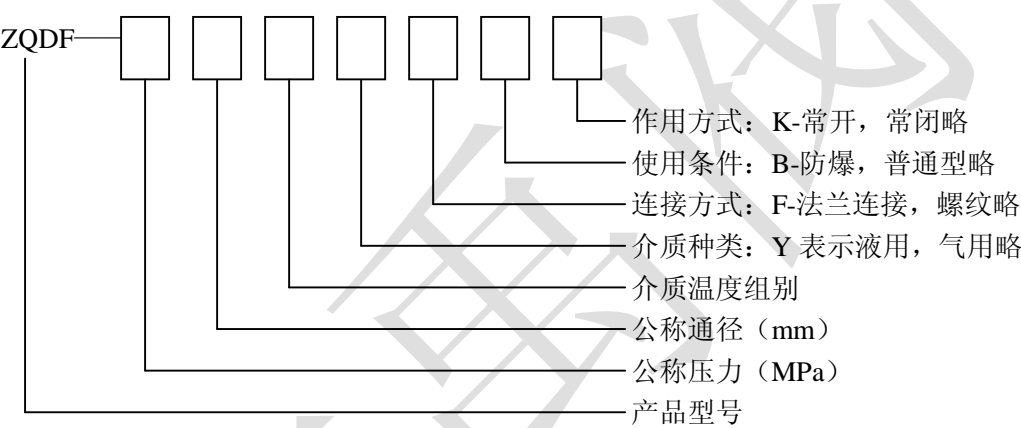 ZQDF
作用方式：K-常开，常闭略
使用条件：B-防爆，普通型略
连接方式：F-法兰连接，螺纹略
介质种类：Y 表示液用，气用略
介质温度组别
公称通径（mm）
公称压力（MPa）
产品型号